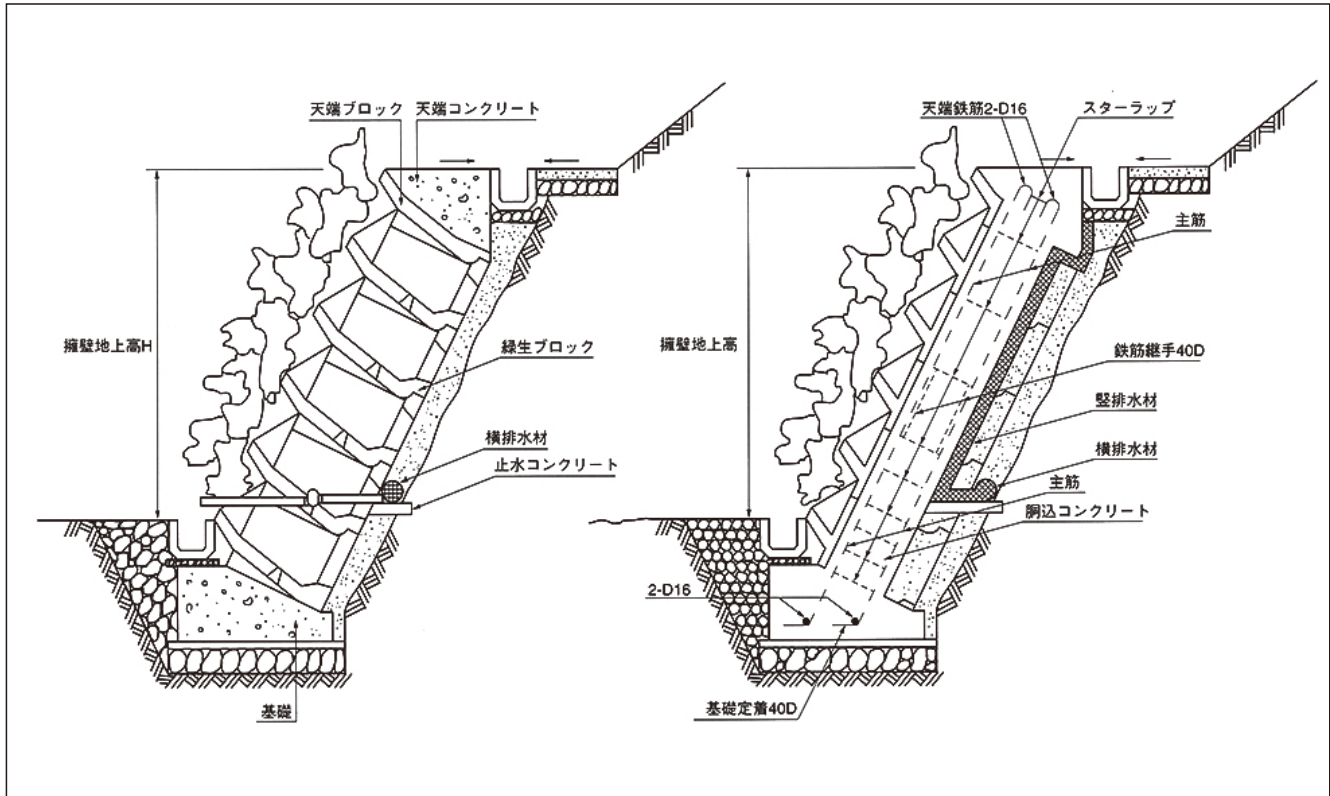 天端ブロック
天端コンクリート
擁壁地上高H
緑生ブロック
横排水材
止水コンクリート
基礎
天端鉄筋2-D16
スターラップ
主筋
擁壁地上高
鉄筋継手40D
竪排水材
横排水材
主筋
胴込コンクリート
2-D16
基礎定着40D